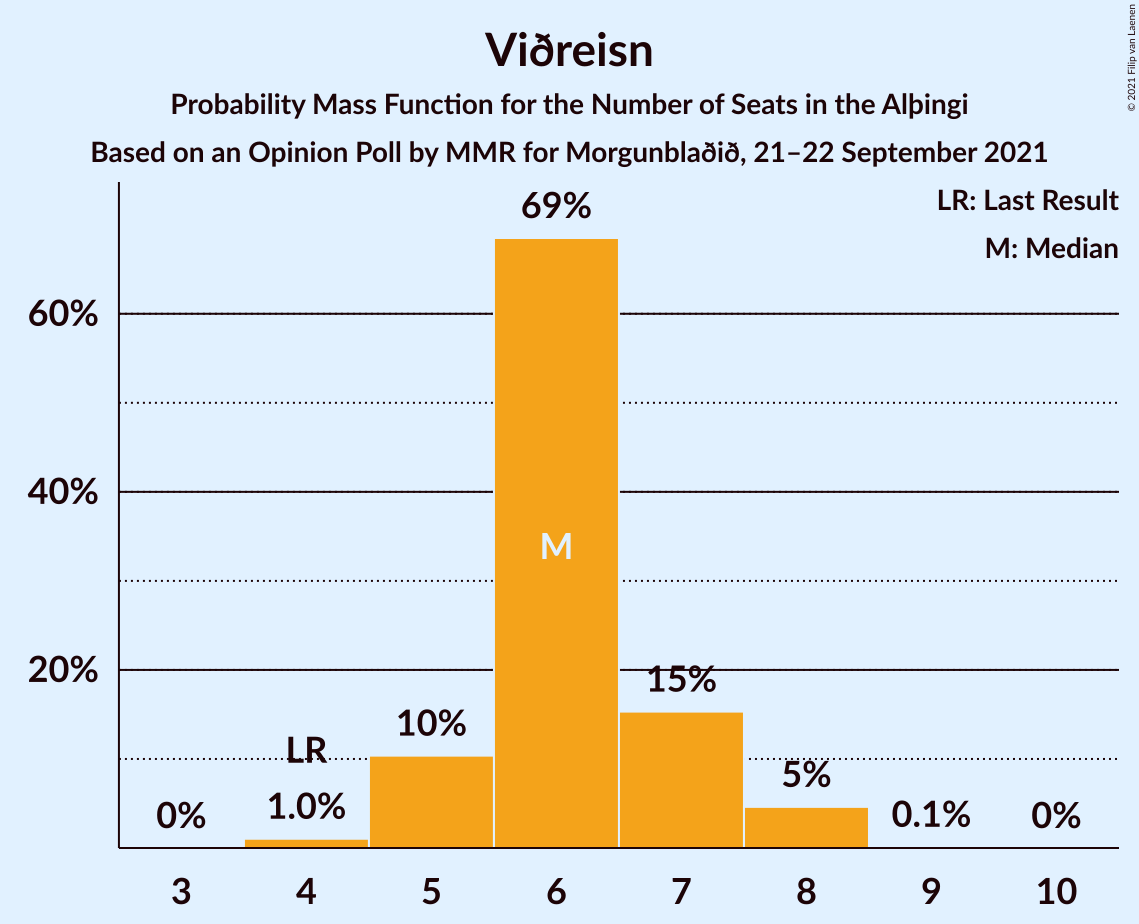 Viðreisn
Probability Mass Function for the Number of Seats in the Alþingi
Based on an Opinion Poll by MMR for Morgunblaðið, 21–22 September 2021
© 2021 Filip van Laenen
LR: Last Result
M: Median
69%
60%
40%
M
20%
15%
10%
LR
5%
0%
1.0%
0.1%
0%
3
4
5
6
7
8
9
10